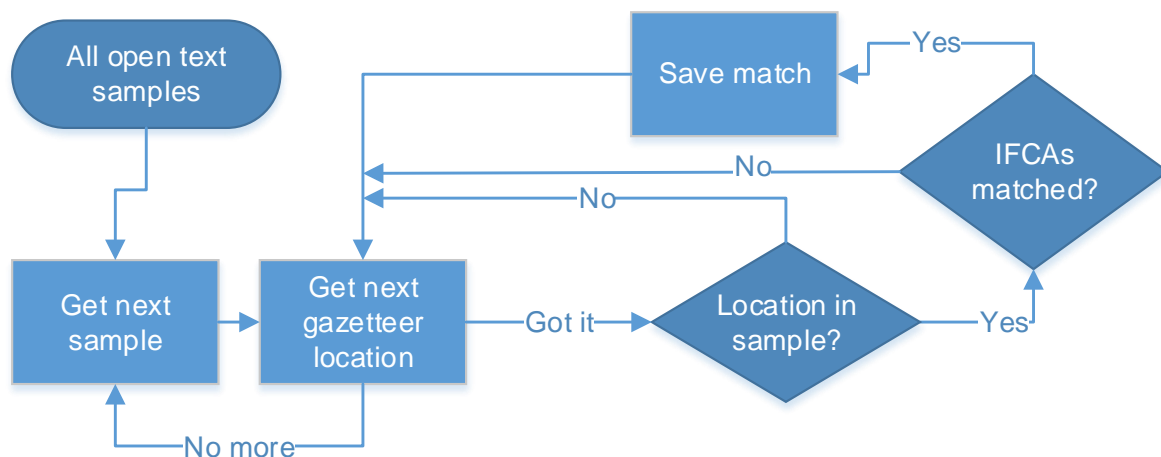 All open text
samples
Save match
Yes
IFCAs
matched?
No
No
Get next
sample
Get next
gazetteer
location
Got it
Location in
sample?
Yes
No more